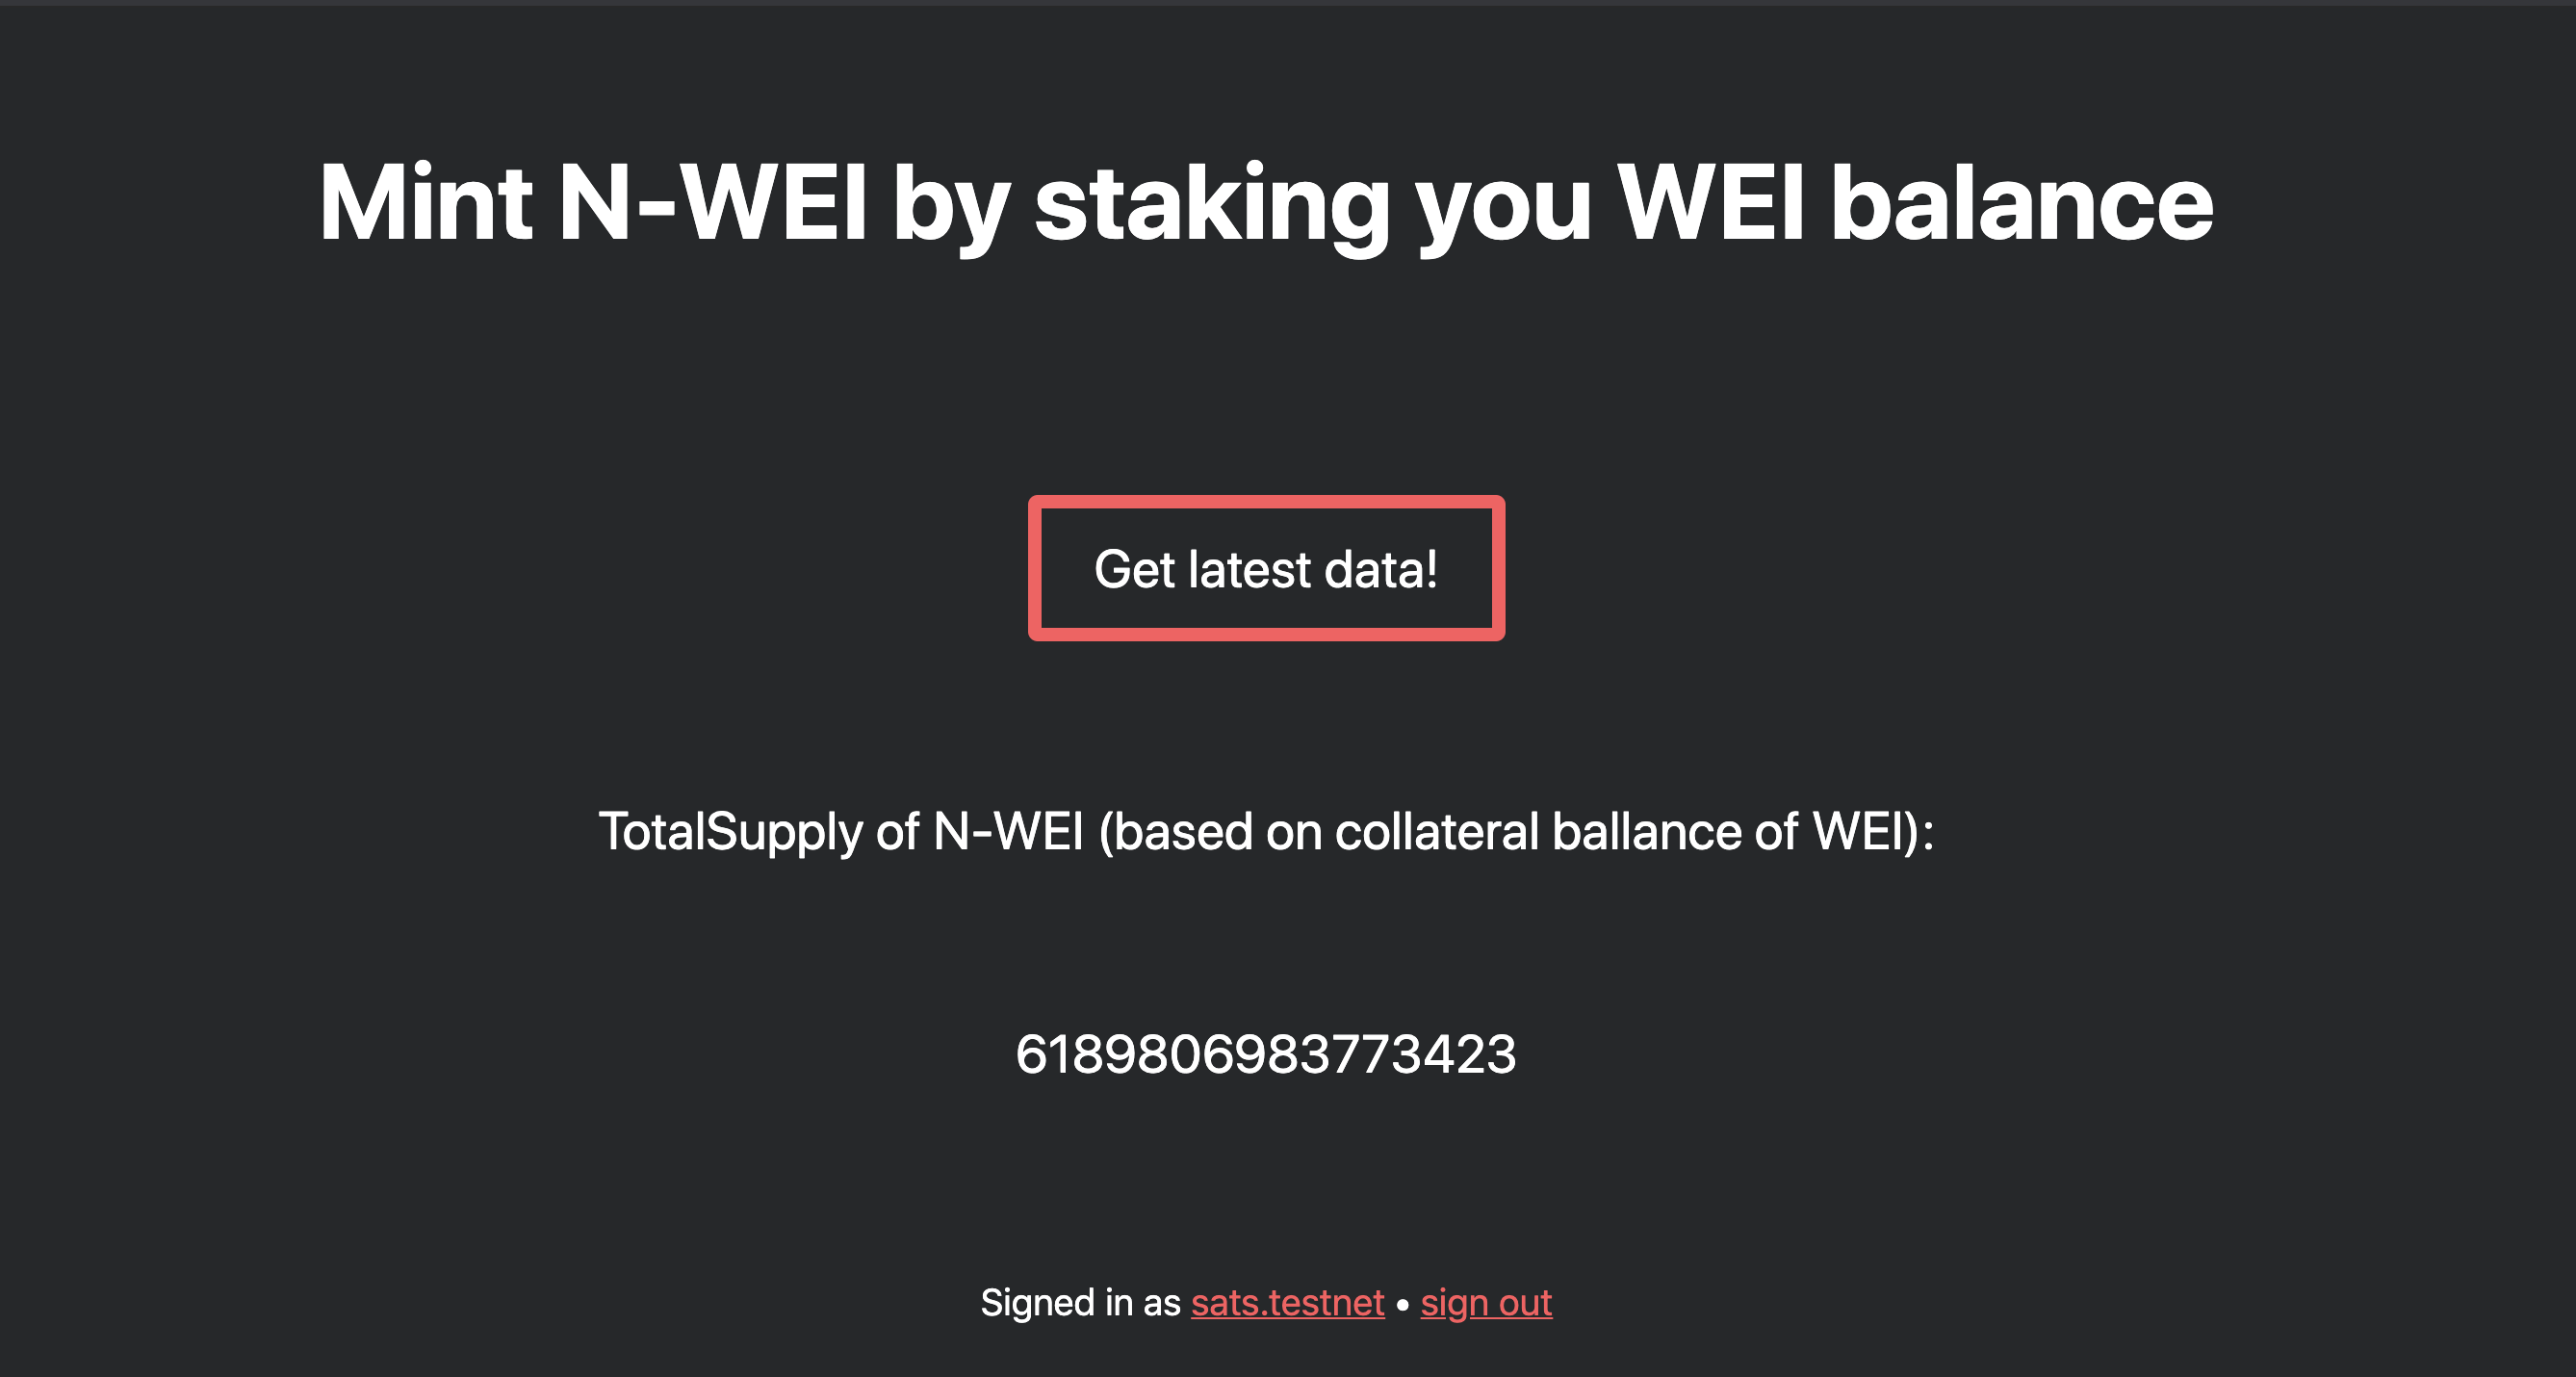 Mint N-WEI by staking you WEI balance
Get latest data!
TotalSupply of N-WEI (based on collateral ballance of WEI):
6189806983773423
Signed in as sats.testnet • sign out